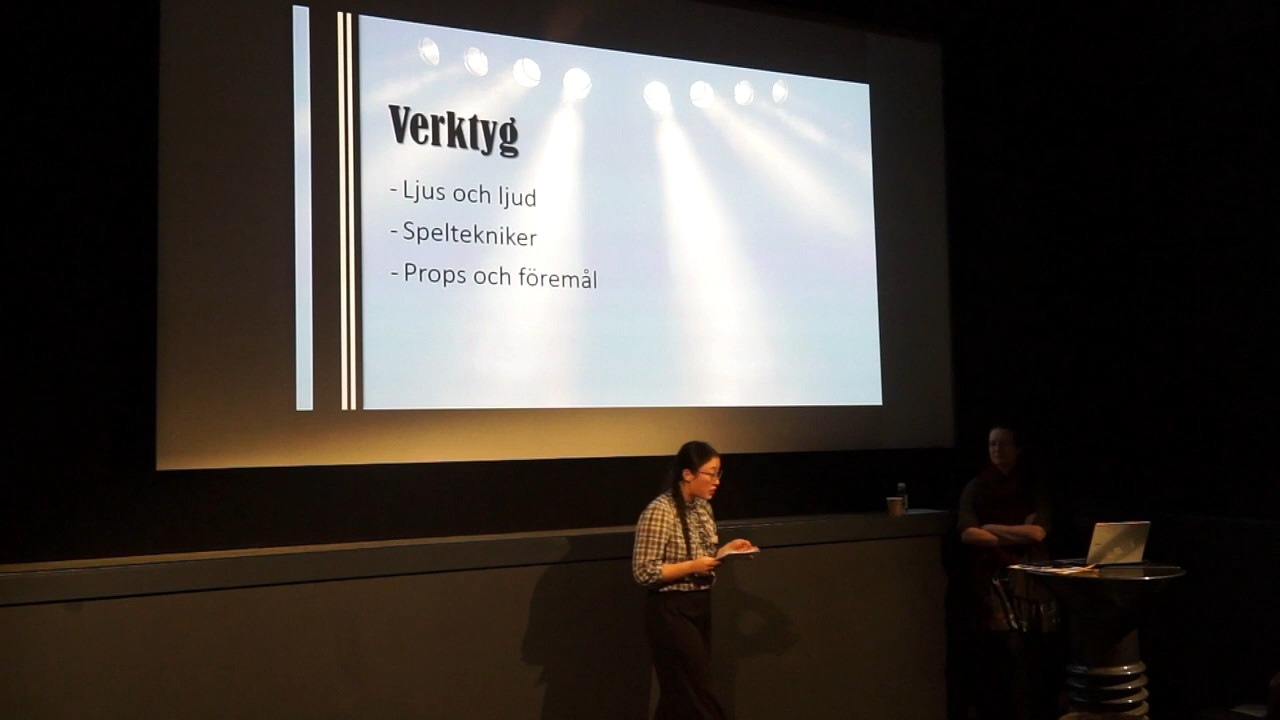 Verktyg
- Ljus och ljud
- Speltekniker
- Props och föremål